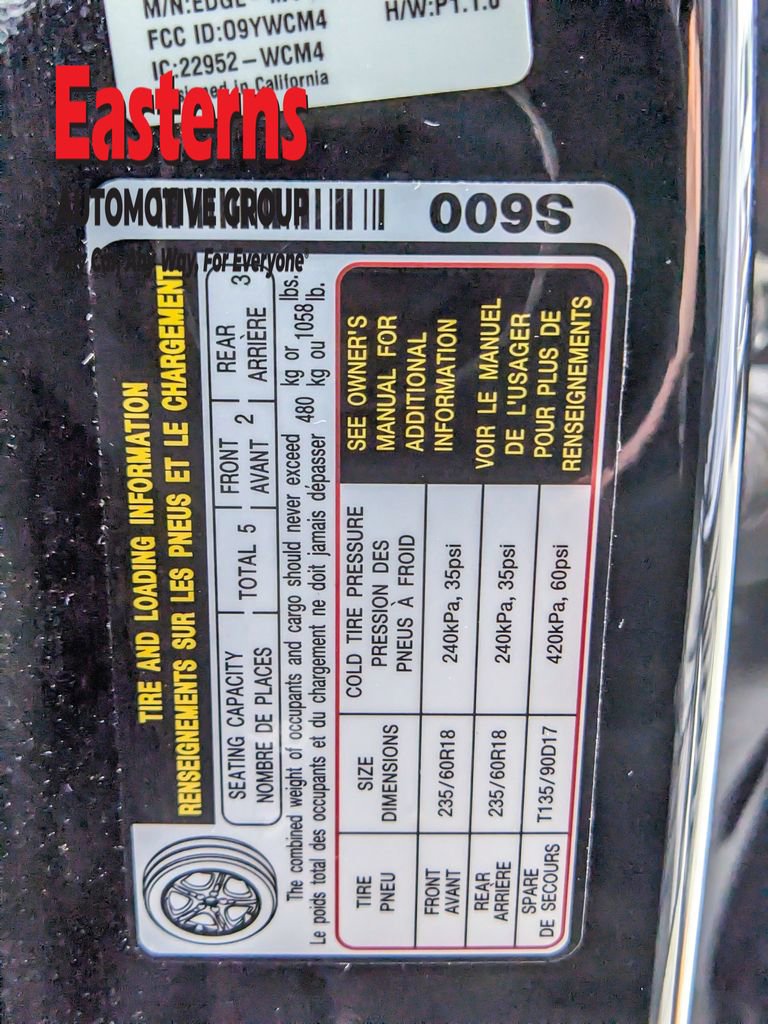 M/N:EDGE
H/W:P1.1.0
FCC ID:O9YWCM4
IC:22952-WCM4
in California
Easterns
AUTOMOTIVE GROUP
Any Car, Any Way, For Everyone®
009S
TIRE AND LOADING INFORMATION
RENSEIGNEMENTS SUR LES PNEUS ET LE CHARGEMENT
SEATING CAPACITY
NOMBRE DE PLACES
TOTAL 5
FRONT
AVANT 2
REAR
ARRIÈRE 3
The combined weight of occupants and cargo should never exceed 480 kg or 1058 lbs.
Le poids total des occupants et du chargement ne doit jamais dépasser 480 kg ou 1058 lb.
TIRE
PNEU
SIZE
DIMENSIONS
COLD TIRE PRESSURE
PRESSION DES
PNEUS À FROID
FRONT
AVANT
235/60R18
240kPa, 35psi
REAR
ARRIÈRE
235/60R18
240kPa, 35psi
SPARE
DE SECOURS
T135/90D17
420kPa, 60psi
SEE OWNER'S
MANUAL FOR
ADDITIONAL
INFORMATION
VOIR LE MANUEL
DE L'USAGER
POUR PLUS DE
RENSEIGNEMENTS